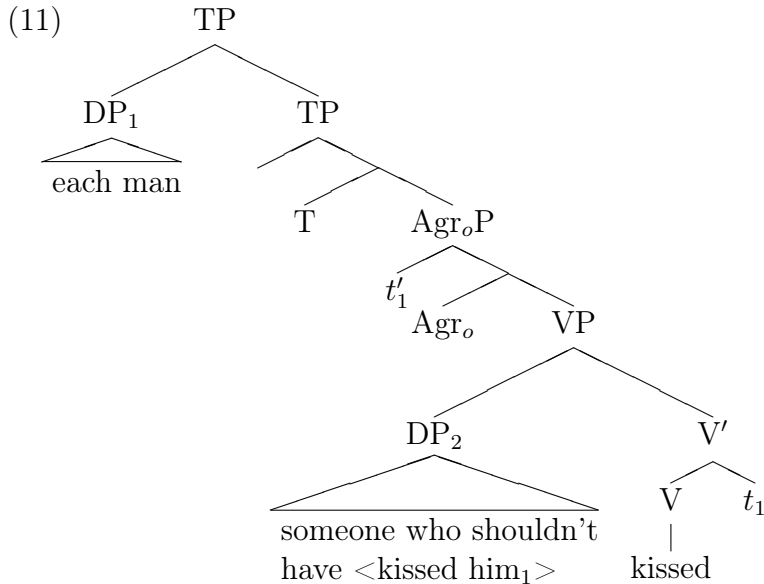 (11) TP
DP₁ TP
each man
T AgrₒP
t′₁
Agrₒ VP
DP₂ V′
V t₁
someone who shouldn't
have <kissed him₁> kissed